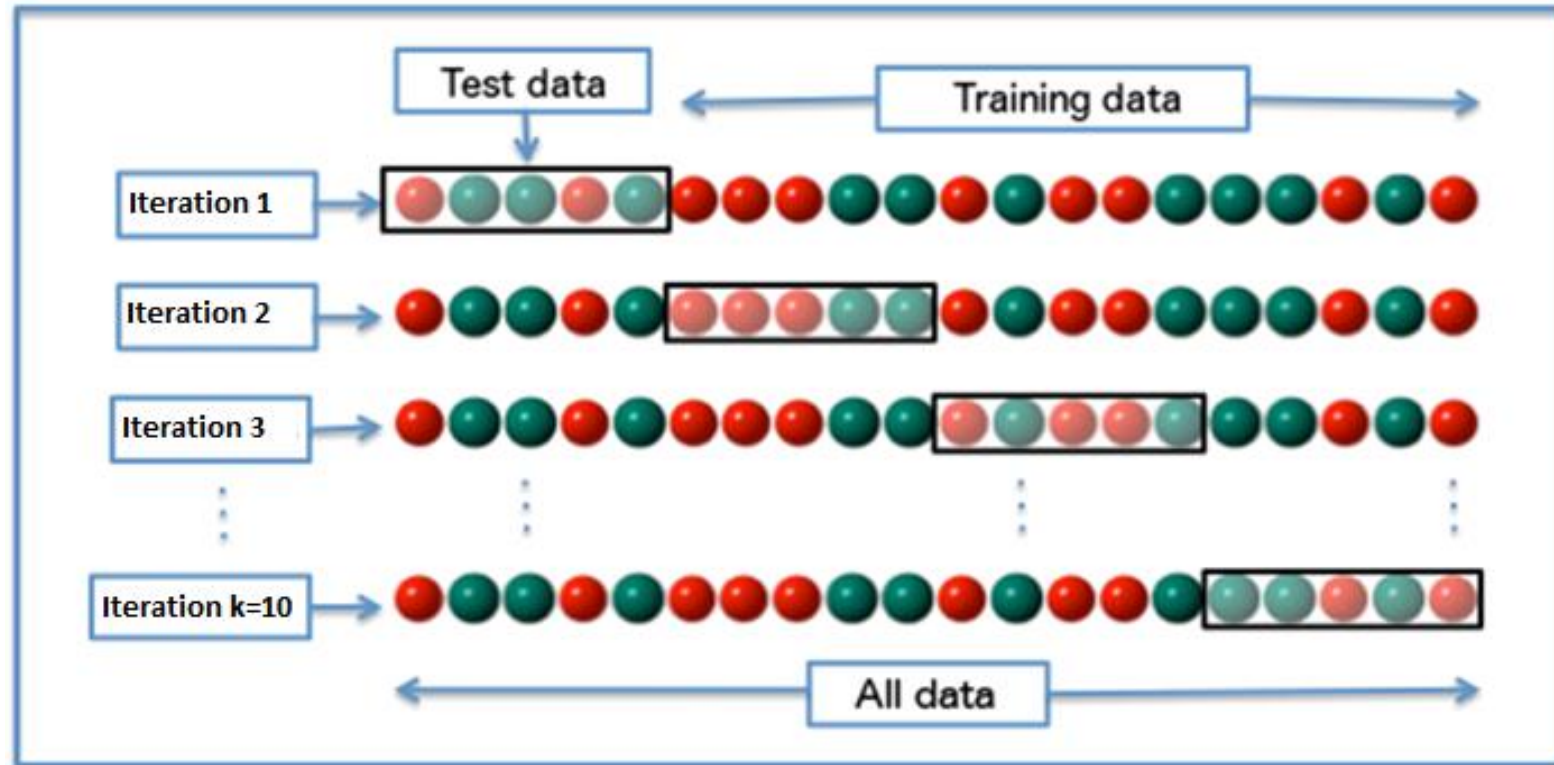 Test data
Training data
Iteration 1
Iteration 2
Iteration 3
Iteration k=10
All data